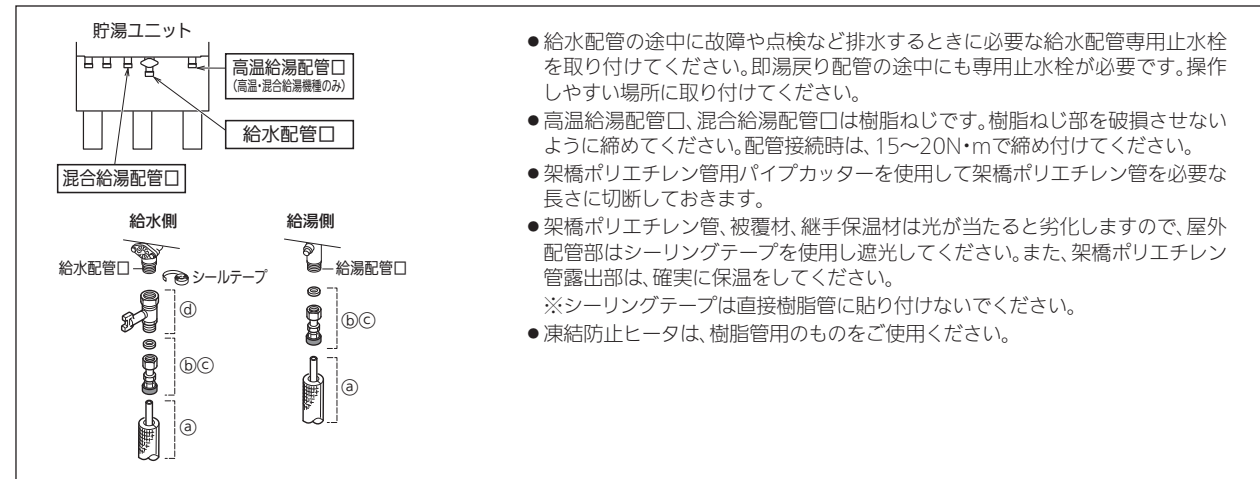 貯湯ユニット
高温給湯配管口
(高温・混合給湯機種のみ)
給水配管口
混合給湯配管口
給水側
給湯側
給水配管口
シールテープ
給湯配管口
ⓓ
ⓑⓒ
ⓐ
ⓑⓒ
ⓐ
●給水配管の途中に故障や点検など排水するときに必要な給水配管専用止水栓
を取り付けてください。即湯戻り配管の途中にも専用止水栓が必要です。操作
しやすい場所に取り付けてください。
●高温給湯配管口、混合給湯配管口は樹脂ねじです。樹脂ねじ部を破損させない
ように締めてください。配管接続時は、15～20N・mで締め付けてください。
●架橋ポリエチレン管用パイプカッターを使用して架橋ポリエチレン管を必要な
長さに切断しておきます。
●架橋ポリエチレン管、被覆材、継手保温材は光が当たると劣化しますので、屋外
配管部はシーリングテープを使用し遮光してください。また、架橋ポリエチレン
管露出部は、確実に保温をしてください。
※シーリングテープは直接樹脂管に貼り付けないでください。
●凍結防止ヒータは、樹脂管用のものをご使用ください。